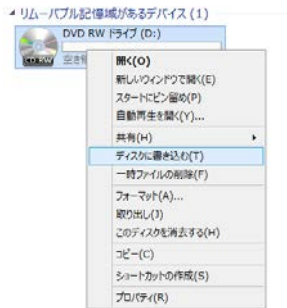 リムーバブル記憶域があるデバイス (1)
DVD RW ドライブ (D:)
CD RW
空き領
開く(O)
新しいウィンドウで開く(E)
スタートにピン留め(P)
自動再生を開く(Y)...
共有(H)
ディスクに書き込む(T)
一時ファイルの削除(F)
フォーマット(A)...
取り出し(J)
このディスクを消去する(H)
コピー(C)
ショートカットの作成(S)
プロパティ(R)